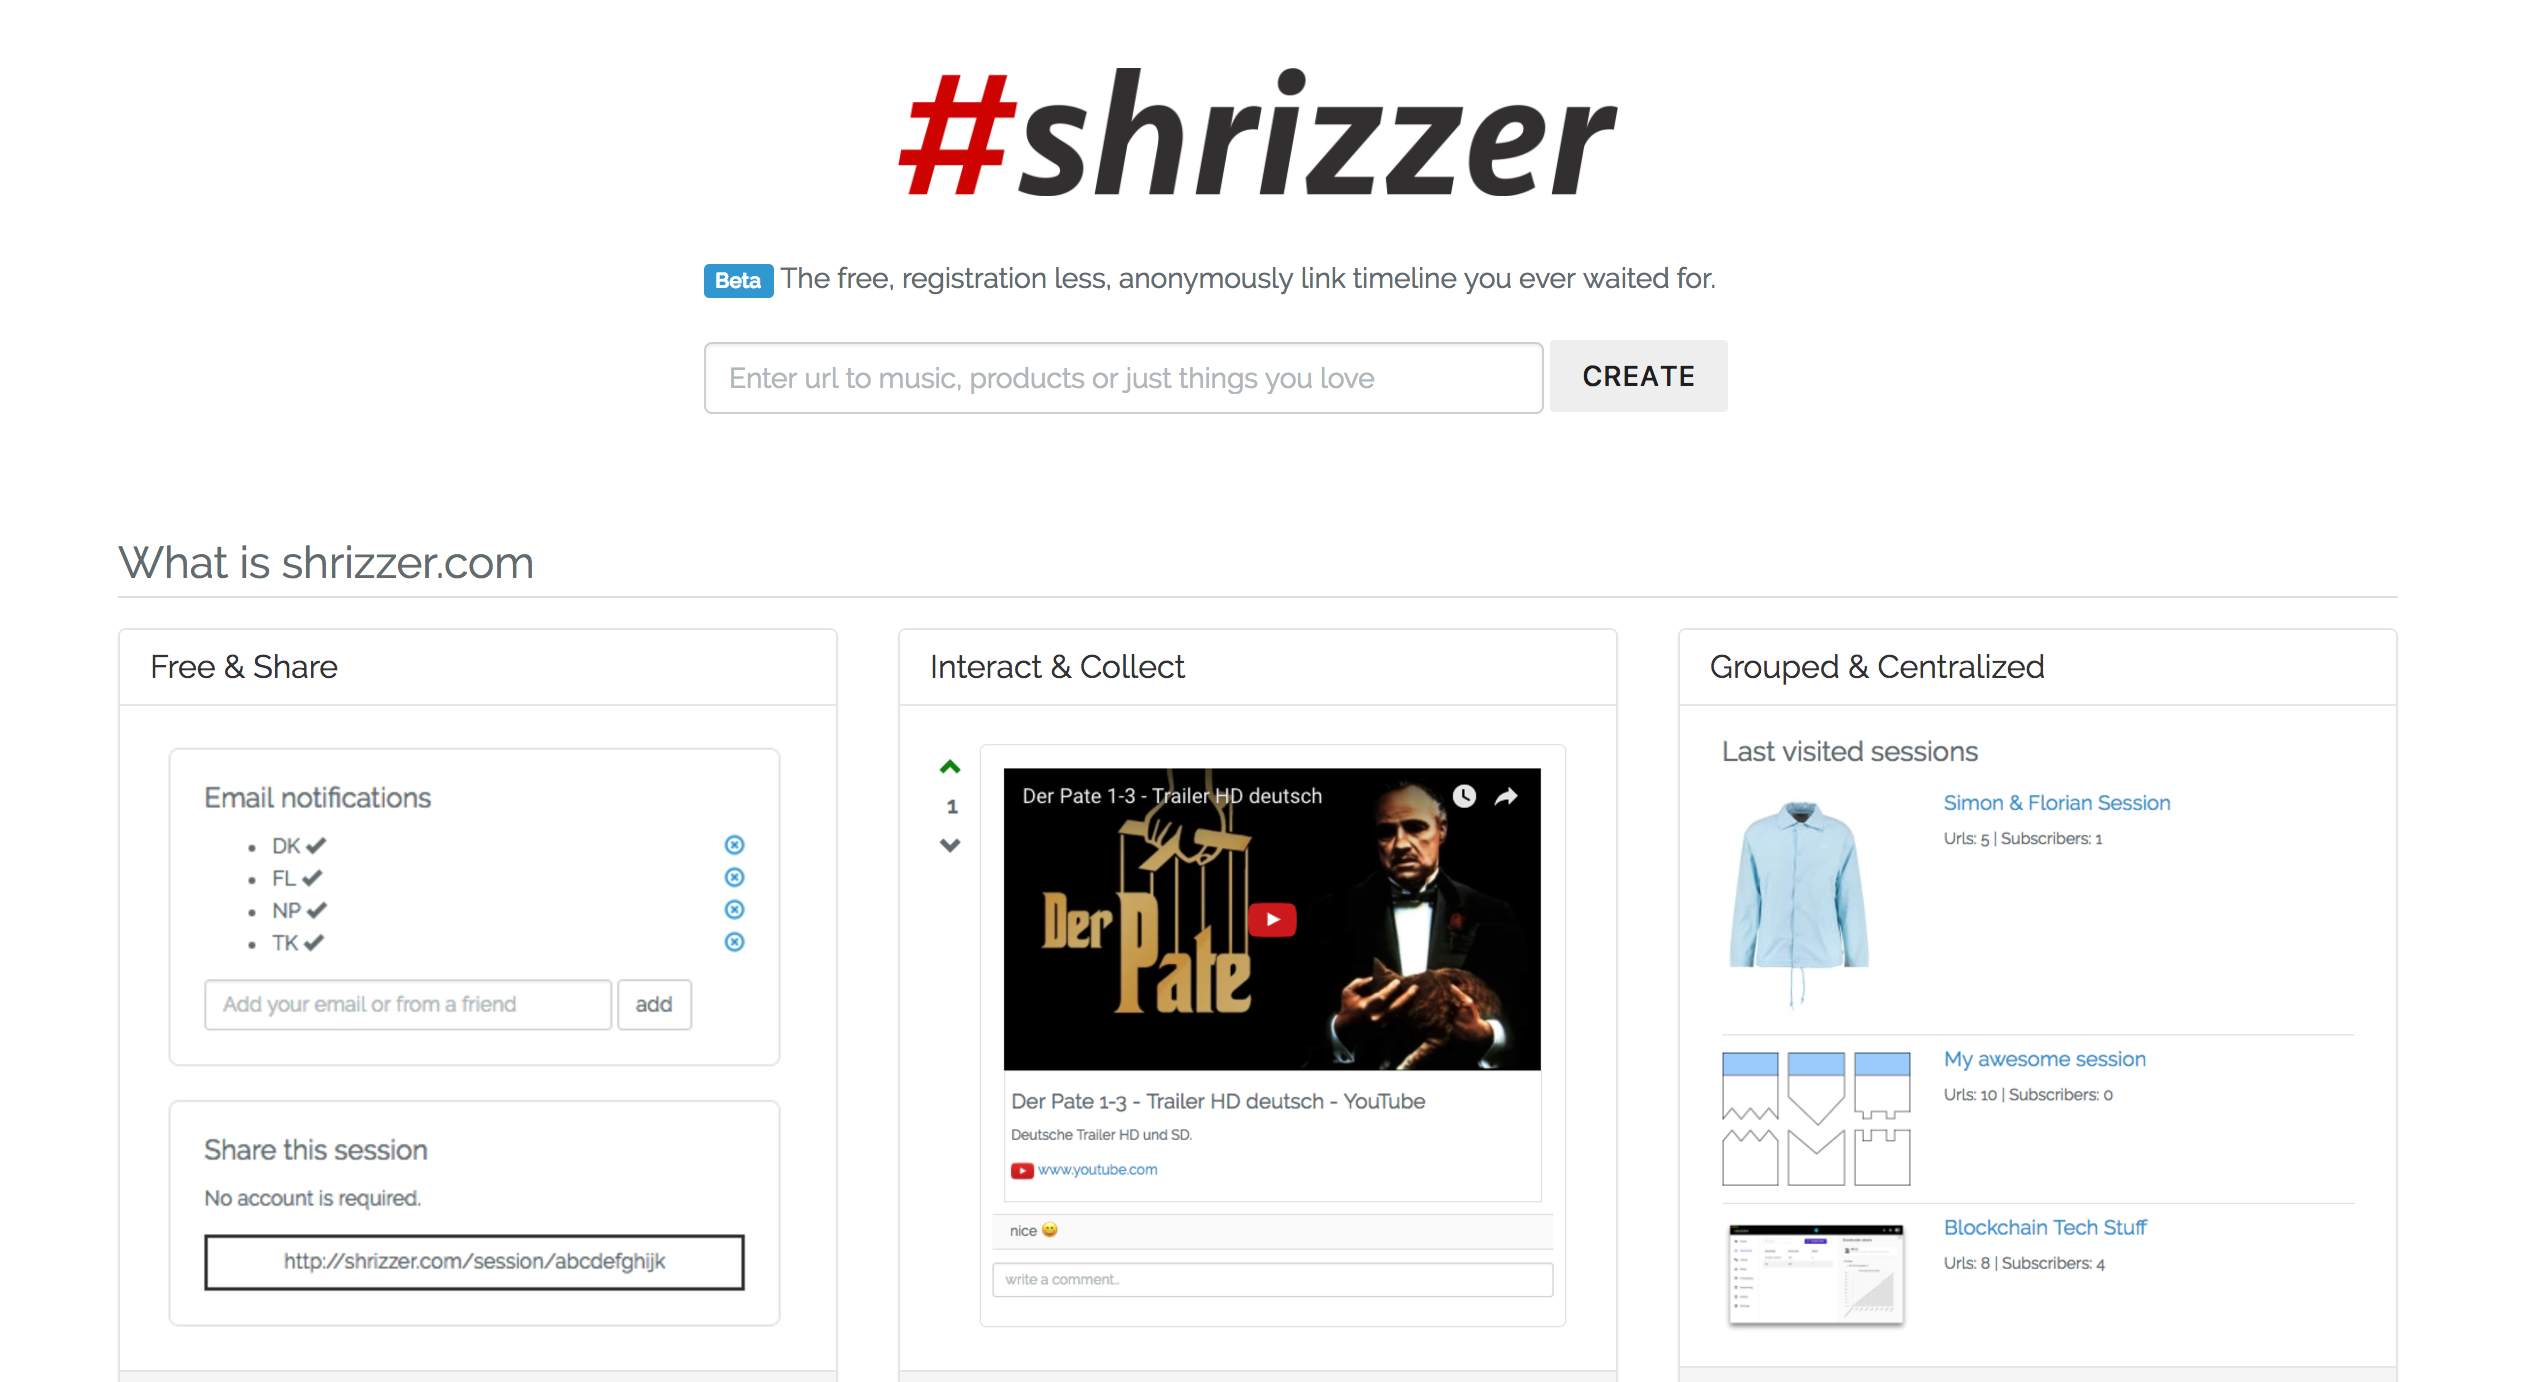 #shrizzer
Beta The free, registration less, anonymously link timeline you ever waited for.
Enter url to music, products or just things you love
CREATE
What is shrizzer.com
Free & Share
Email notifications
DK
FL
NP
TK
Add your email or from a friend
add
Share this session
No account is required.
http://shrizzer.com/session/abcdefghijk
Interact & Collect
1
Der Pate 1-3 - Trailer HD deutsch
Der
Pate
Der Pate 1-3 - Trailer HD deutsch - YouTube
Deutsche Trailer HD und SD.
www.youtube.com
nice
write a comment..
Grouped & Centralized
Last visited sessions
Simon & Florian Session
Urls: 5 | Subscribers: 1
My awesome session
Urls: 10 | Subscribers: 0
Blockchain Tech Stuff
Urls: 8 | Subscribers: 4